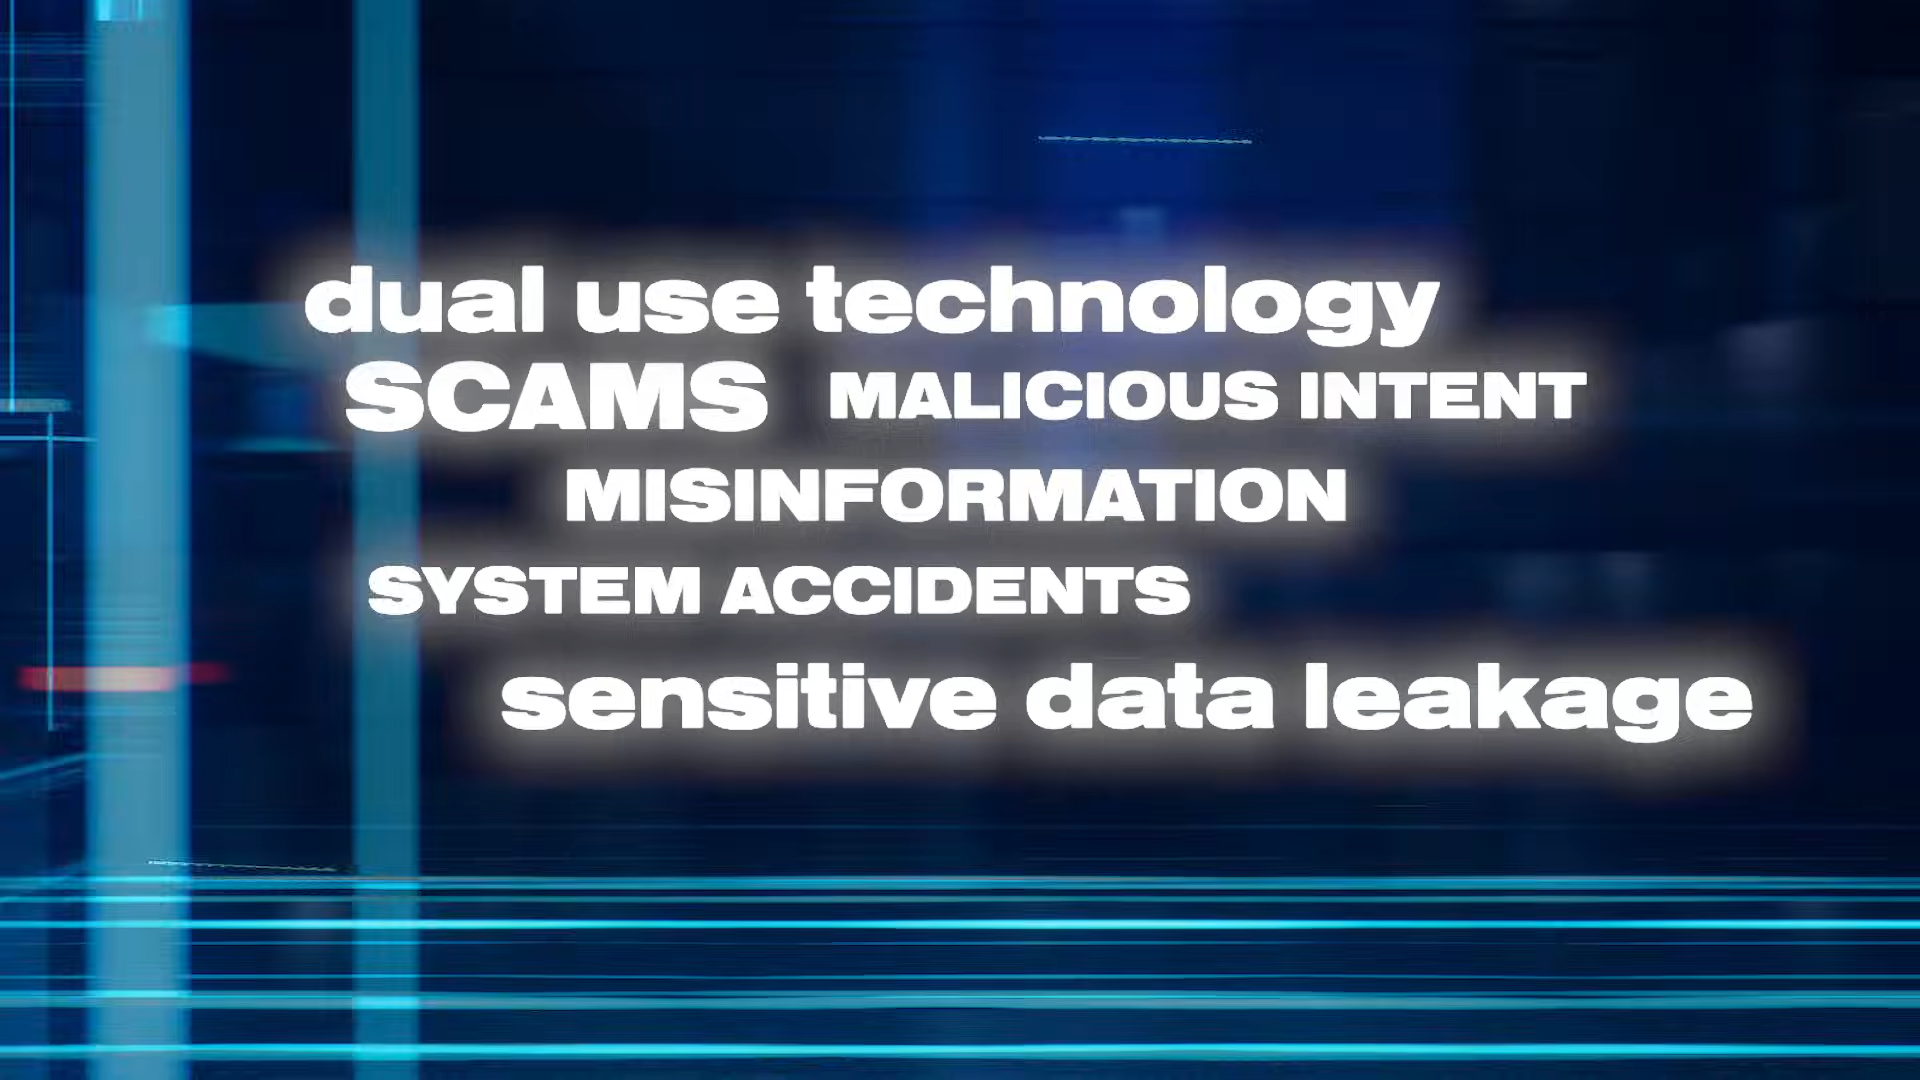 dual use technology
SCAMS MALICIOUS INTENT
MISINFORMATION
SYSTEM ACCIDENTS
sensitive data leakage